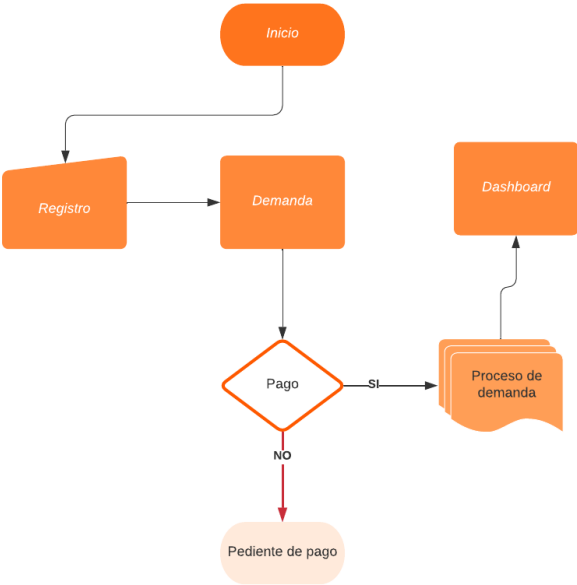 Inicio
Registro
Demanda
Dashboard
Pago
SI
Proceso de
demanda
NO
Pediente de pago